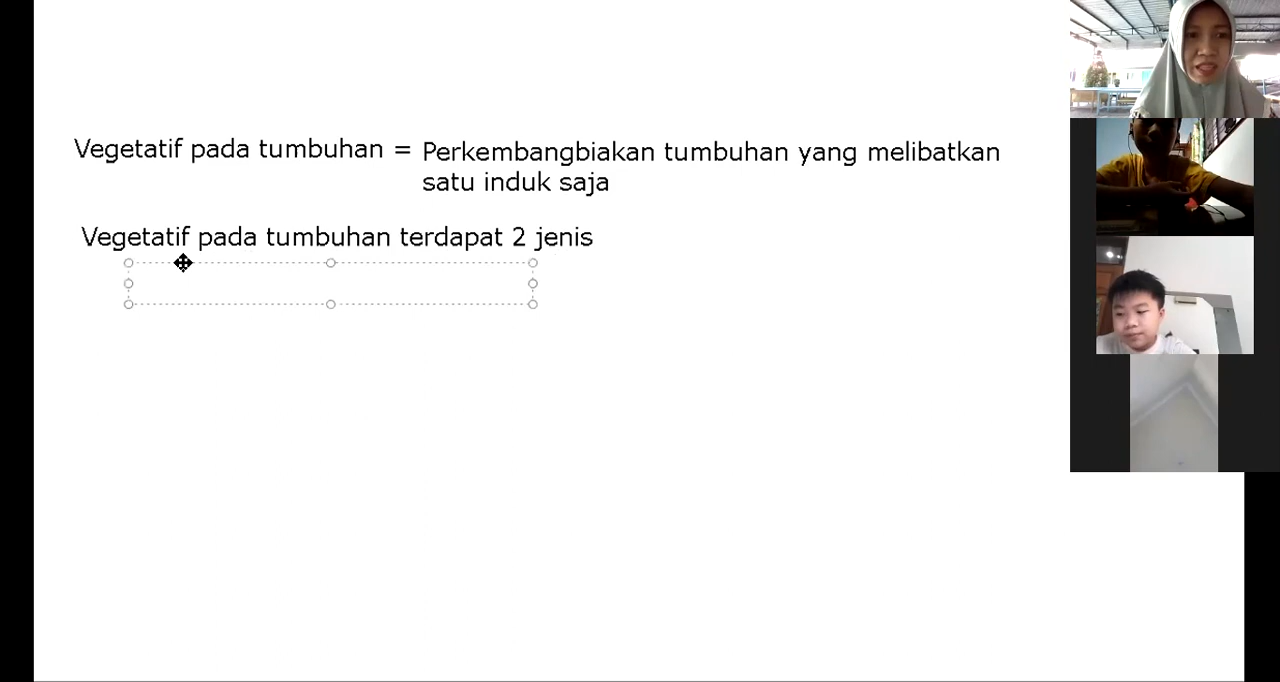 Vegetatif pada tumbuhan = Perkembangbiakan tumbuhan yang melibatkan
satu induk saja
Vegetatif pada tumbuhan terdapat 2 jenis